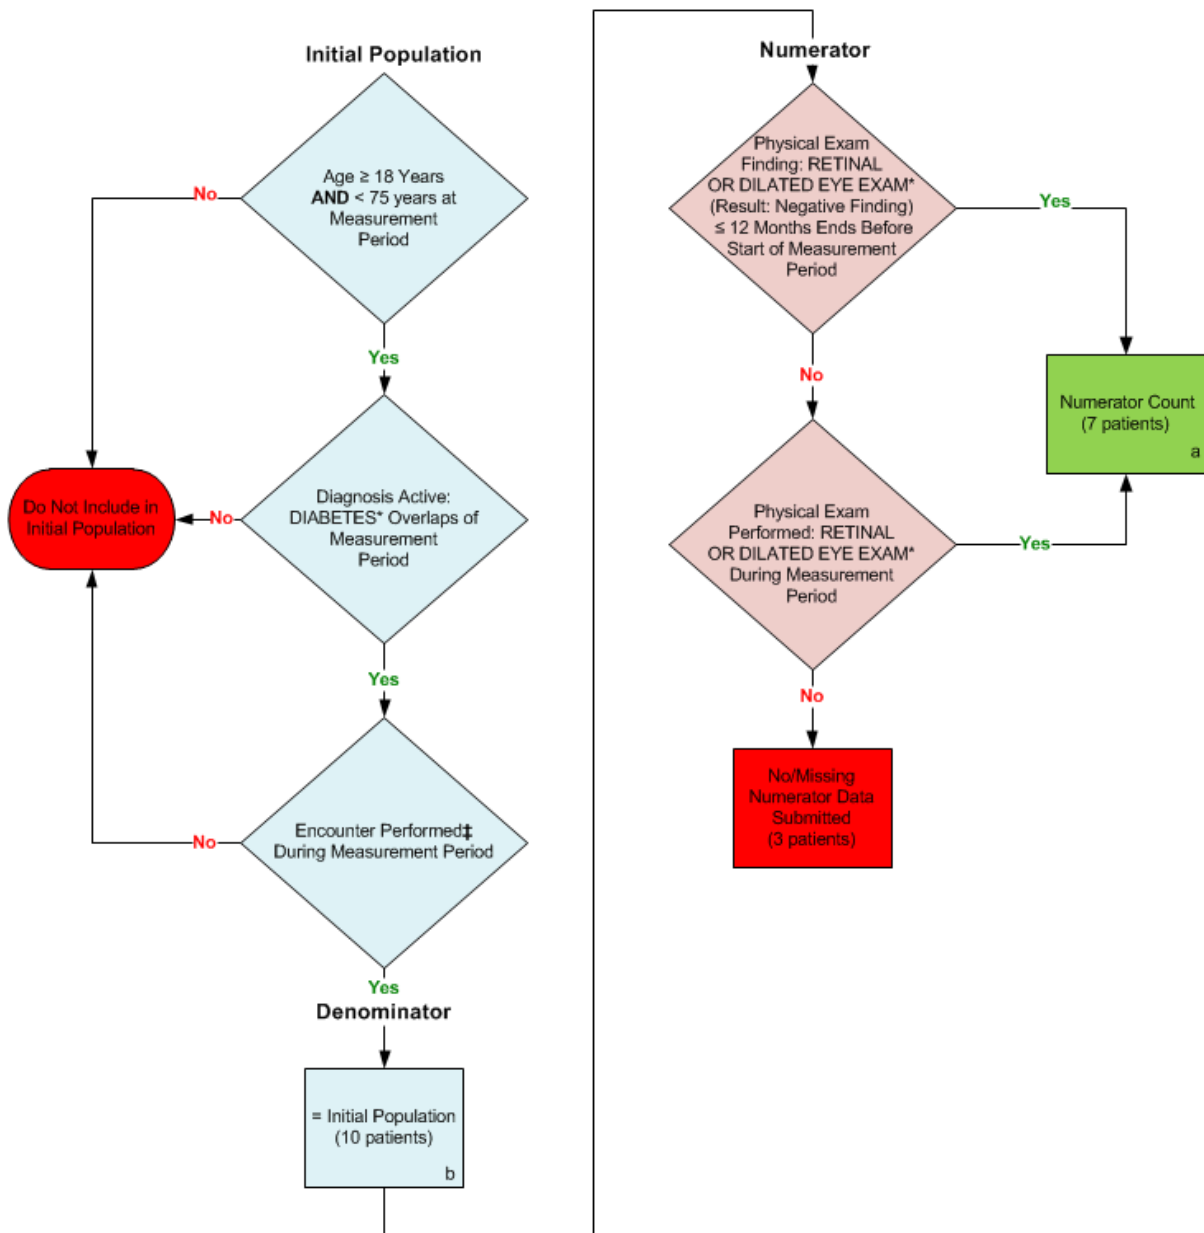 Initial Population
Age ≥ 18 Years
AND < 75 years at
Measurement
Period
No
Yes
Do Not Include in
Initial Population
No
Diagnosis Active:
DIABETES* Overlaps of
Measurement
Period
Yes
No
Encounter Performed‡
During Measurement Period
Yes
Denominator
= Initial Population
(10 patients)
b
Numerator
Physical Exam
Finding: RETINAL
OR DILATED EYE EXAM*
(Result: Negative Finding)
≤ 12 Months Ends Before
Start of Measurement
Period
Yes
No
Numerator Count
(7 patients)
a
Physical Exam
Performed: RETINAL
OR DILATED EYE EXAM*
During Measurement
Period
Yes
No
No/Missing
Numerator Data
Submitted
(3 patients)